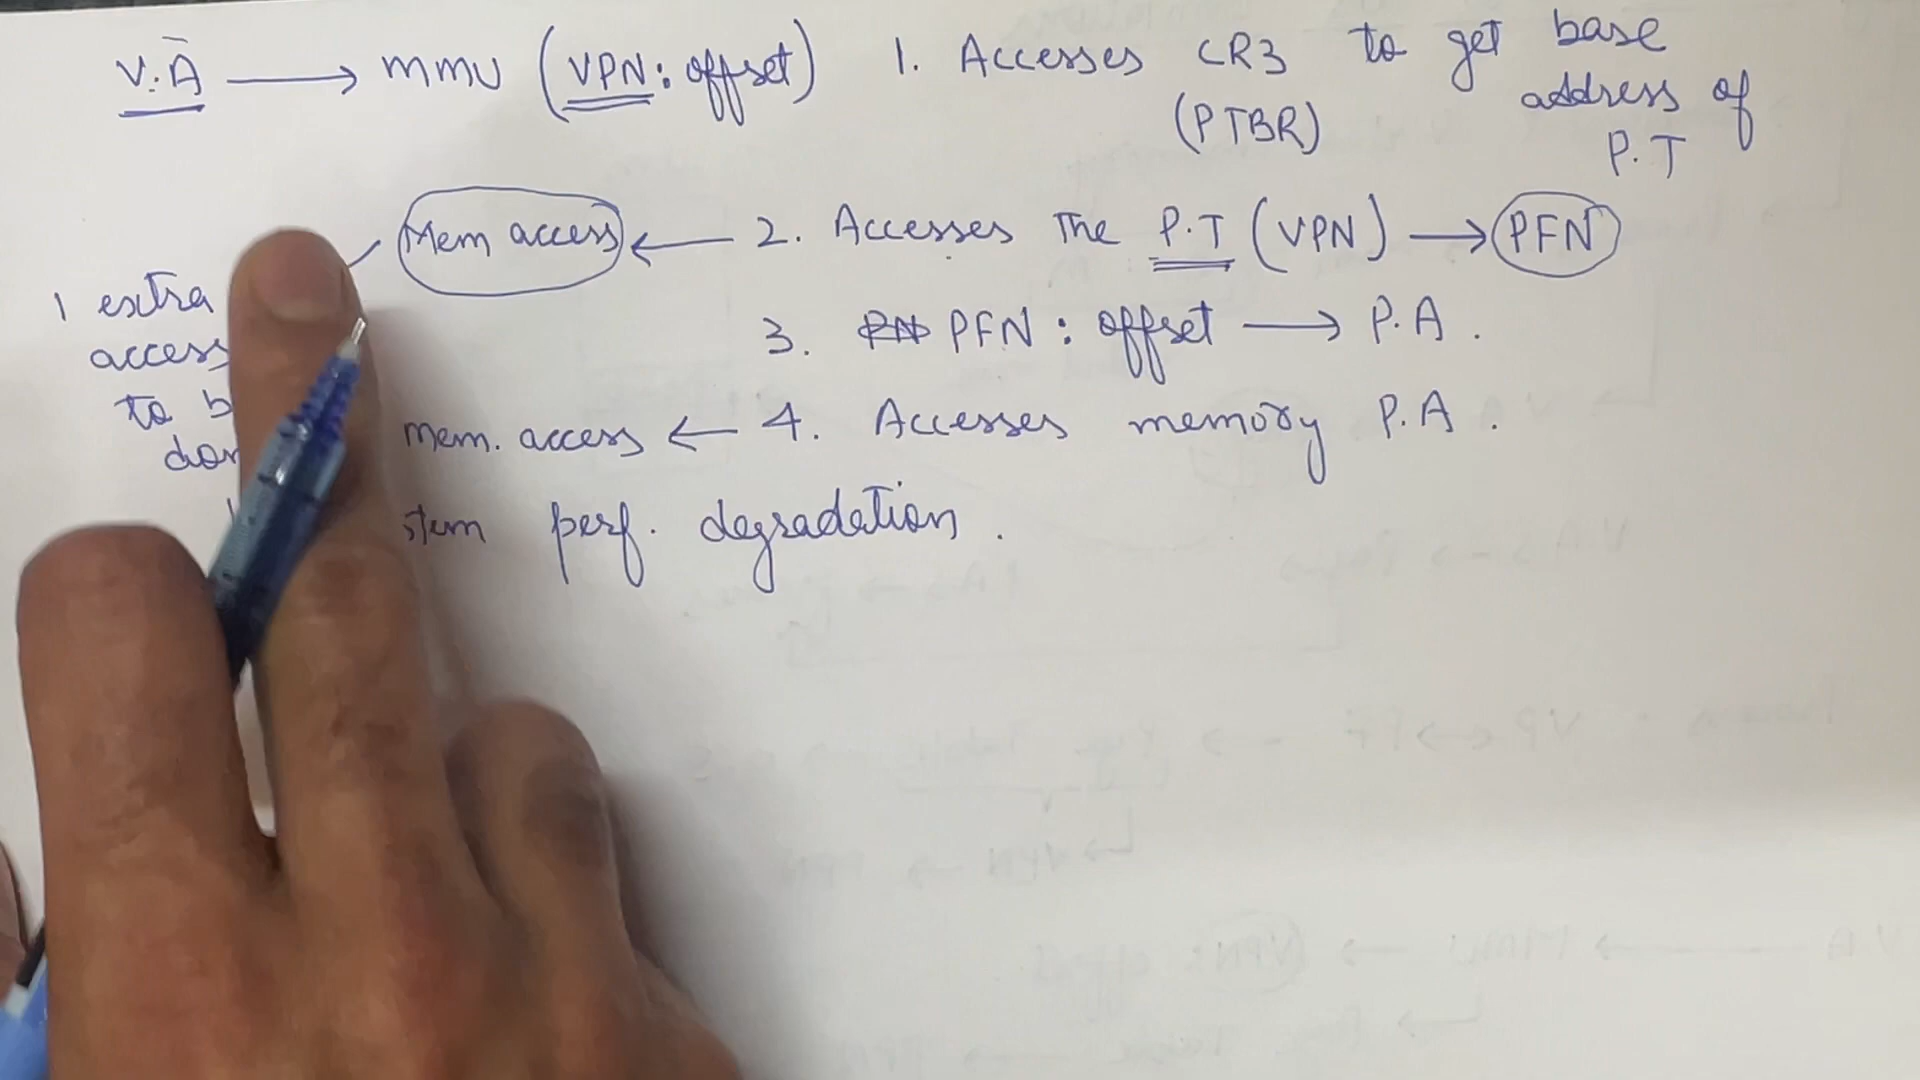 V.A → MMU (VPN: offset) 1. Accesses CR3 to get base
(PTBR) address of
P.T
Mem access ← 2. Accesses The P.T (VPN) → PFN
1 extra
access
3. PFN : offset → P.A.
to
Mem. access ← 4. Accesses memory P.A.
perf. degradation.